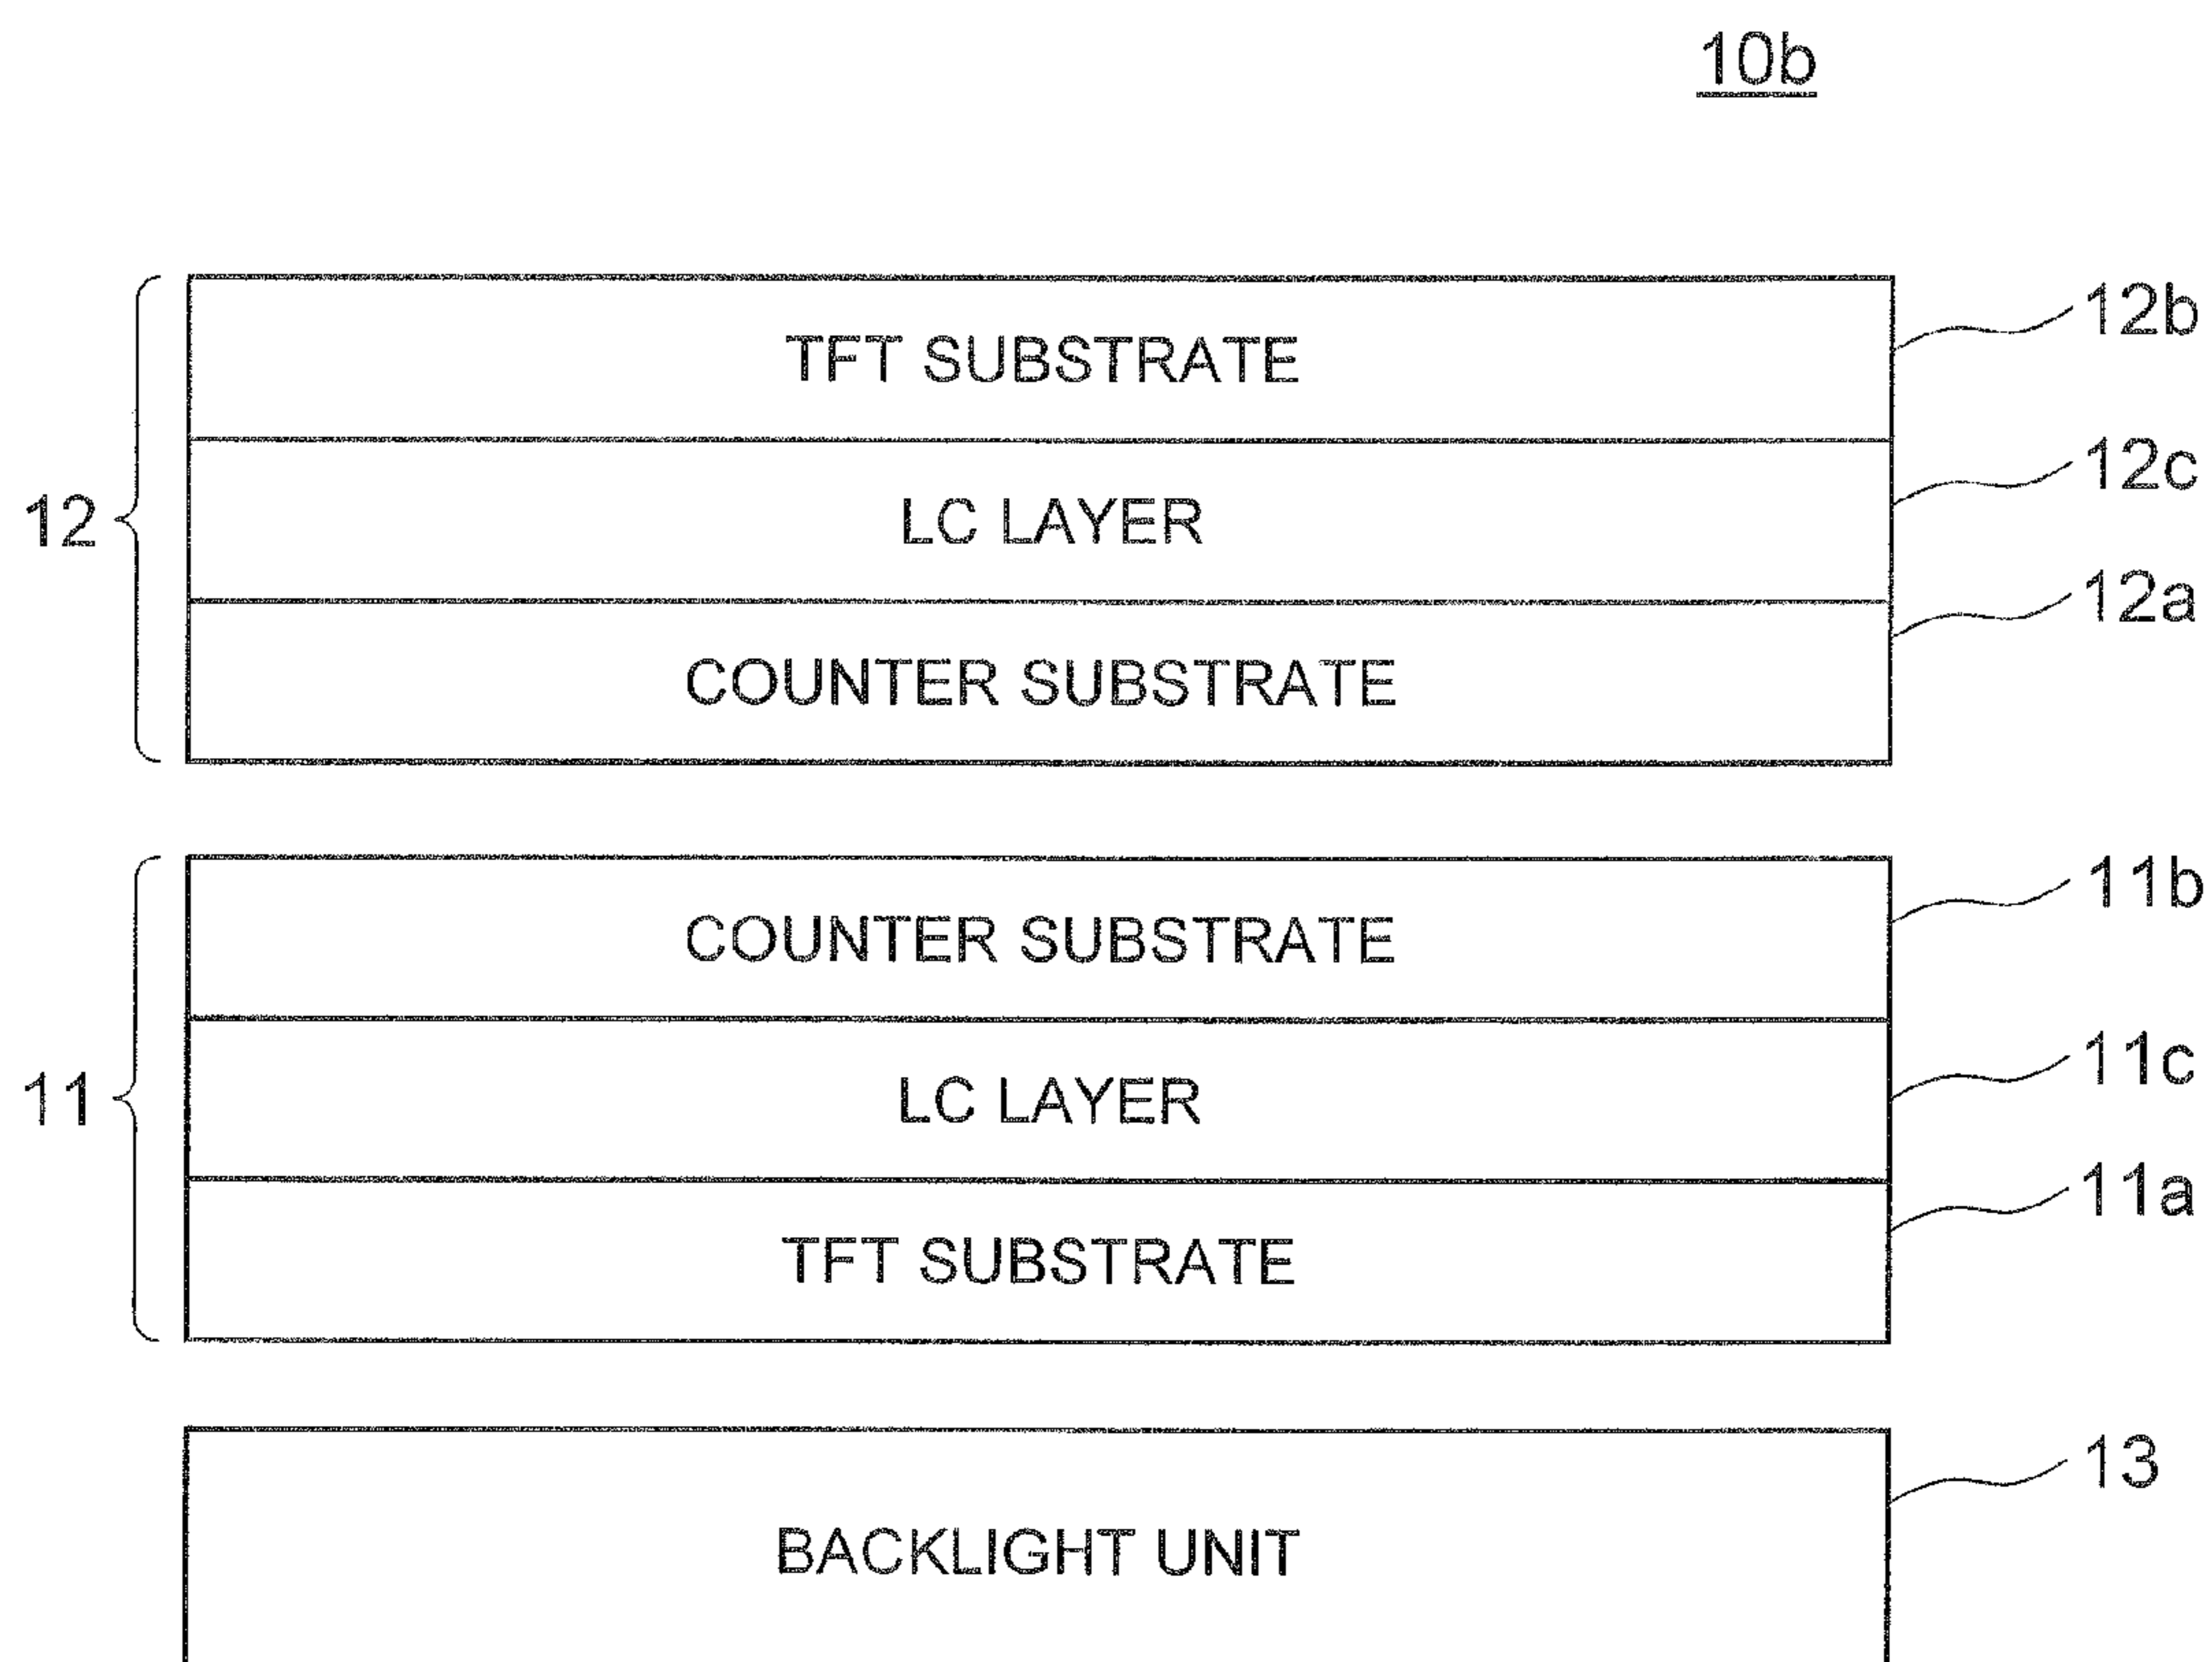 10b
12b
TFT SUBSTRATE
12c
12
LC LAYER
12a
COUNTER SUBSTRATE
11b
COUNTER SUBSTRATE
11c
11
LC LAYER
11a
TFT SUBSTRATE
13
BACKLIGHT UNIT